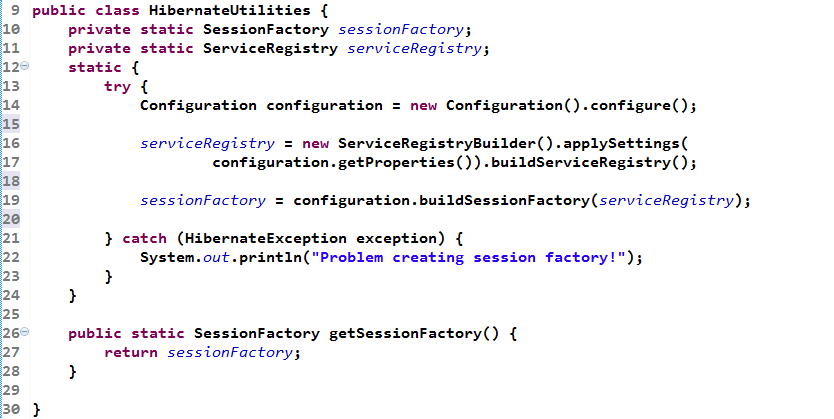 9 public class HibernateUtilities {
10     private static SessionFactory sessionFactory;
11     private static ServiceRegistry serviceRegistry;
12     static {
13         try {
14             Configuration configuration = new Configuration().configure();
15
16             serviceRegistry = new ServiceRegistryBuilder().applySettings(
17                     configuration.getProperties()).buildServiceRegistry();
18
19             sessionFactory = configuration.buildSessionFactory(serviceRegistry);
20
21         } catch (HibernateException exception) {
22             System.out.println("Problem creating session factory!");
23         }
24     }
25
26     public static SessionFactory getSessionFactory() {
27         return sessionFactory;
28     }
29
30 }